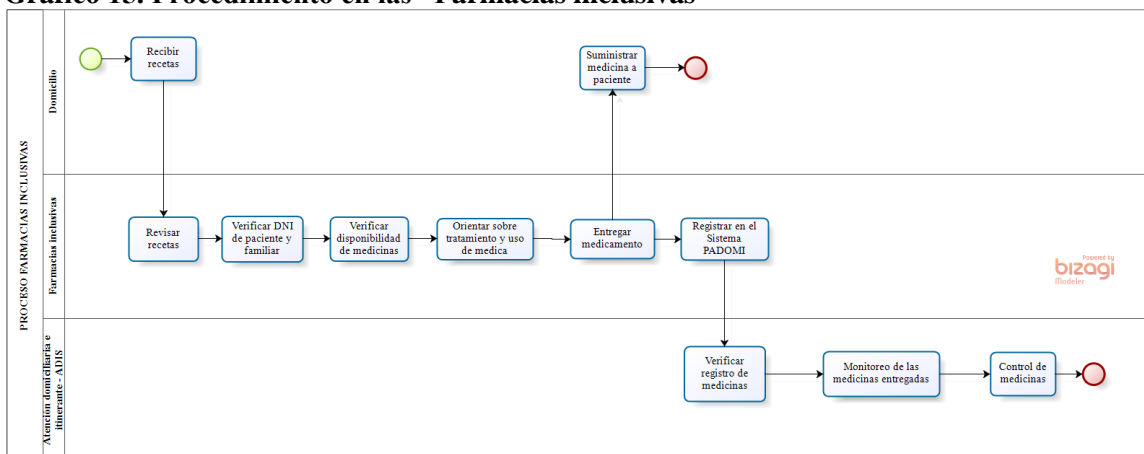 Gráfico 15. Procedimiento en las "Farmacias inclusivas"
PROCESO FARMACIAS INCLUSIVAS
Domicilio
Recibir
recetas
Suministrar
medicina a
paciente
Farmacias inclusivas
Revisar
recetas
Verificar DNI
de paciente y
familiar
Verificar
disponibilidad
de medicinas
Orientar sobre
tratamiento y uso
de medica
Entregar
medicamento
Registrar en el
Sistema
PADOMI
Powered by
bizagi
Modeler
Atención domiciliaria e
itinerante - ADIS
Verificar
registro de
medicinas
Monitoreo de las
medicinas entregadas
Control de
medicinas